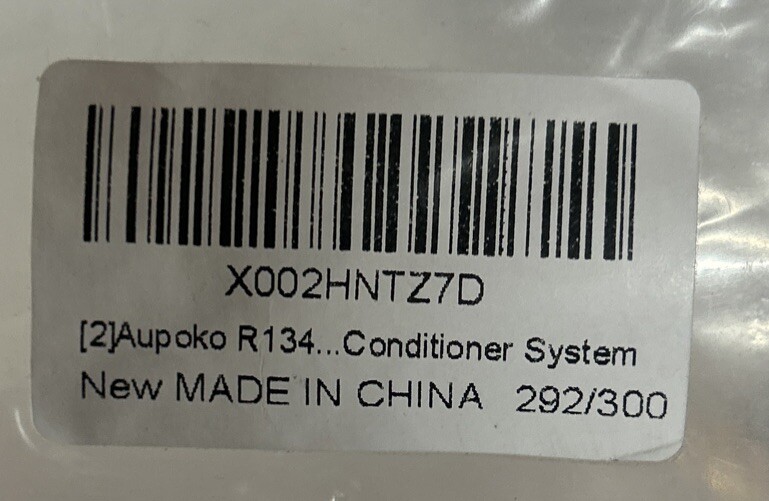 X002HNTZ7D
[2]Aupoko R134...Conditioner System
New MADE IN CHINA 292/300